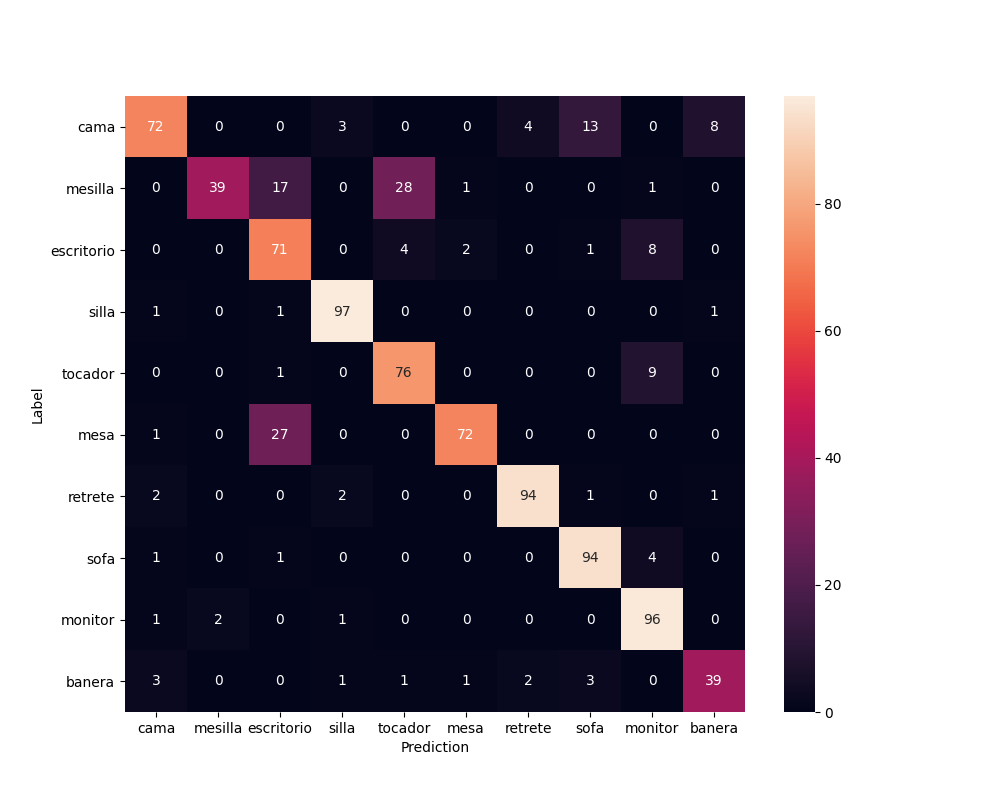 cama 72 0 0 3 0 0 4 13 0 8
mesilla 0 39 17 0 28 1 0 0 1 0
escritorio 0 0 71 0 4 2 0 1 8 0
silla 1 0 1 97 0 0 0 0 0 1
tocador 0 0 1 0 76 0 0 0 9 0
mesa 1 0 27 0 0 72 0 0 0 0
retrete 2 0 0 2 0 0 94 1 0 1
sofa 1 0 1 0 0 0 0 94 4 0
monitor 1 2 0 1 0 0 0 0 96 0
banera 3 0 0 1 1 1 2 3 0 39
cama mesilla escritorio silla tocador mesa retrete sofa monitor banera
Prediction
Label
80
60
40
20
0